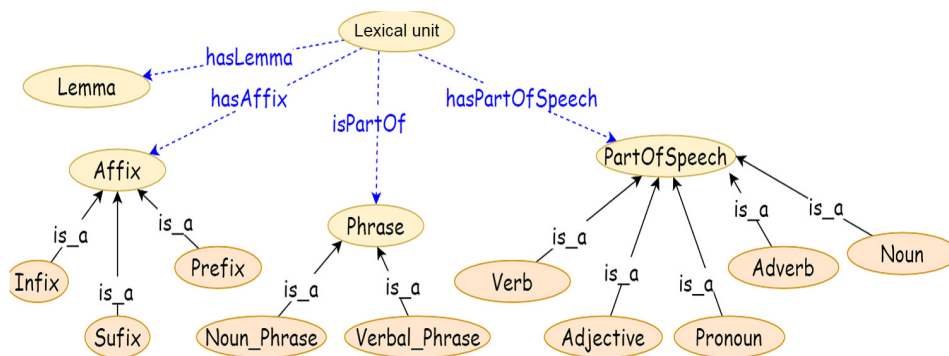 Lexical unit
hasLemma
Lemma
hasAffix
hasPartOfSpeech
isPartOf
PartOfSpeech
Affix
Phrase
is_a
is_a
is_a
is_a
is_a
Infix
Prefix
Verb
Adverb
Noun
is_a
is_a
is_a
is_a
is_a
Sufix
Noun_Phrase
Verbal_Phrase
Adjective
Pronoun